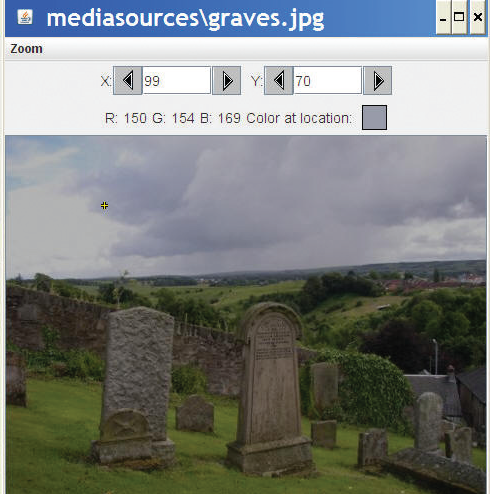 mediasources\graves.jpg
Zoom
X: 99 Y: 70
R: 150 G: 154 B: 169 Color at location: